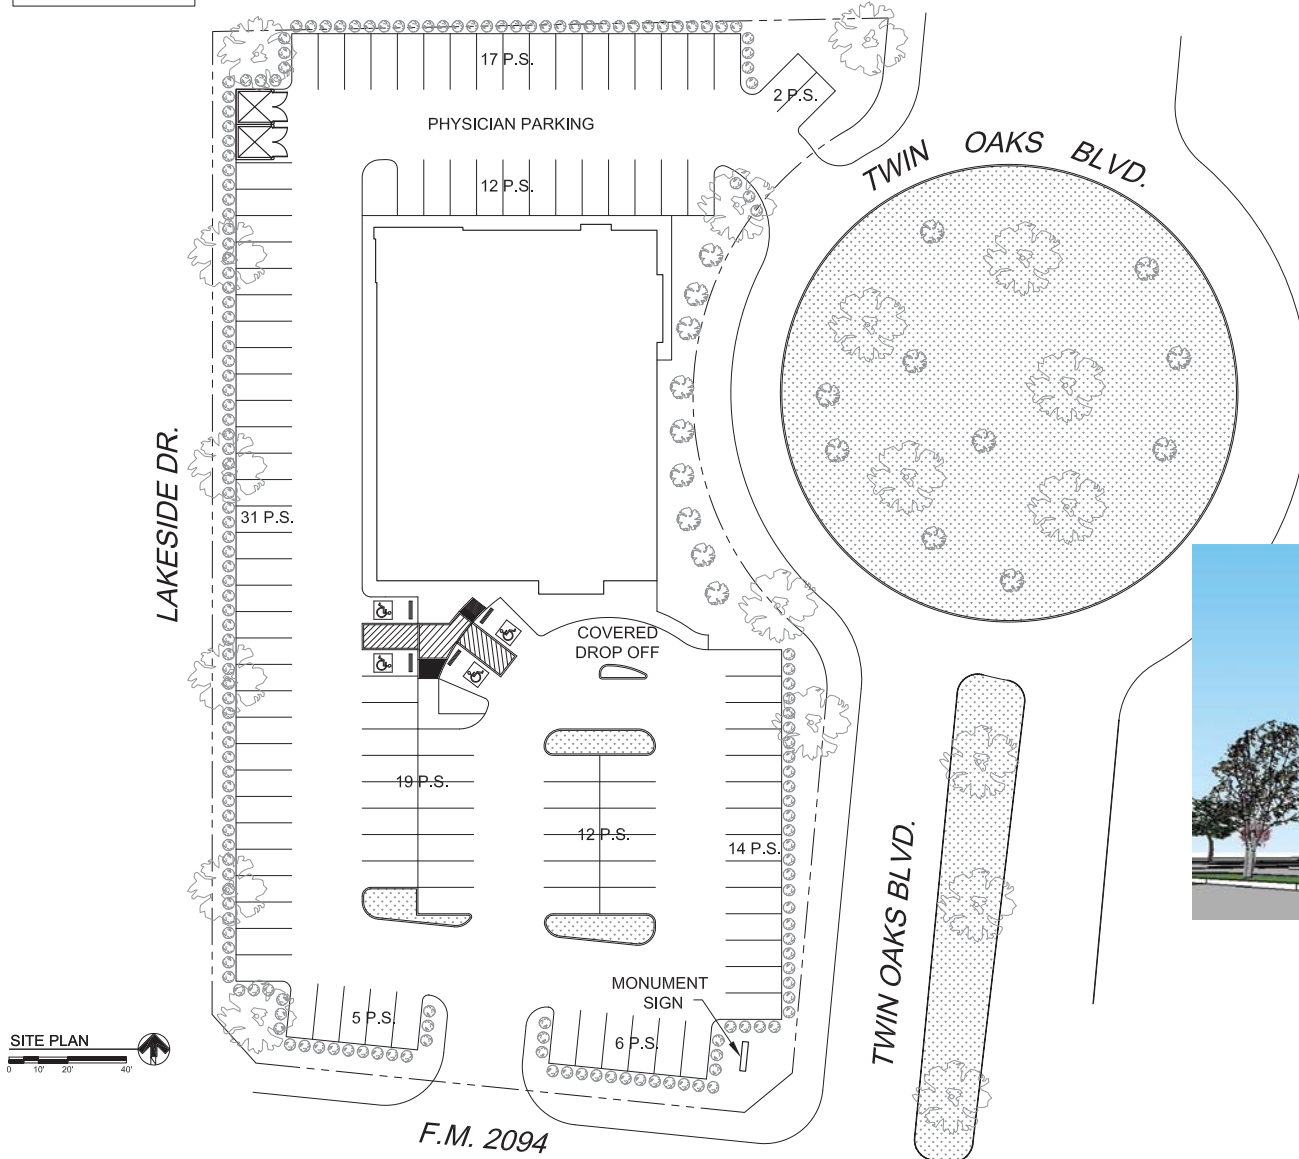 17 P.S.
2 P.S.
PHYSICIAN PARKING
TWIN OAKS BLVD.
12 P.S.
LAKESIDE DR.
31 P.S.
COVERED
DROP OFF
19 P.S.
12 P.S.
14 P.S.
TWIN OAKS BLVD.
MONUMENT
SIGN
5 P.S.
6 P.S.
SITE PLAN
N
0 10' 20' 40'
F.M. 2094